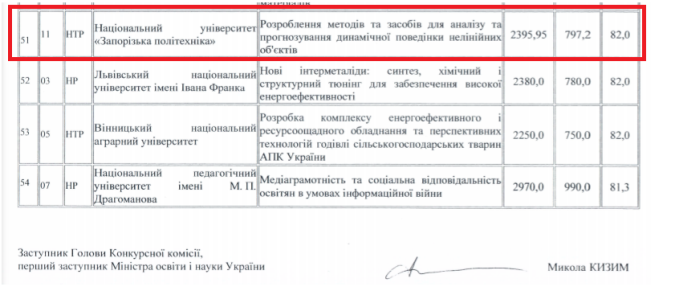 51 11 НТР Національний університет «Запорізька політехніка» Розроблення методів та засобів для аналізу та прогнозування динамічної поведінки нелінійних об'єктів 2395,95 797,2 82,0
52 03 НР Львівський національний університет імені Івана Франка Нові інтерметаліди: синтез, хімічний і структурний тюнінг для забезпечення високої енергоефективності 2380,0 780,0 82,0
53 05 НТР Вінницький національний аграрний університет Розробка комплексу енергоефективного і ресурсоощадного обладнання та перспективних технологій годівлі сільськогосподарських тварин АПК України 2250,0 750,0 82,0
54 07 НР Національний педагогічний університет імені М. П. Драгоманова Медіаграмотність та соціальна відповідальність освітян в умовах інформаційної війни 2970,0 990,0 81,3
Заступник Голови Конкурсної комісії,
перший заступник Міністра освіти і науки України Микола КИЗИМ